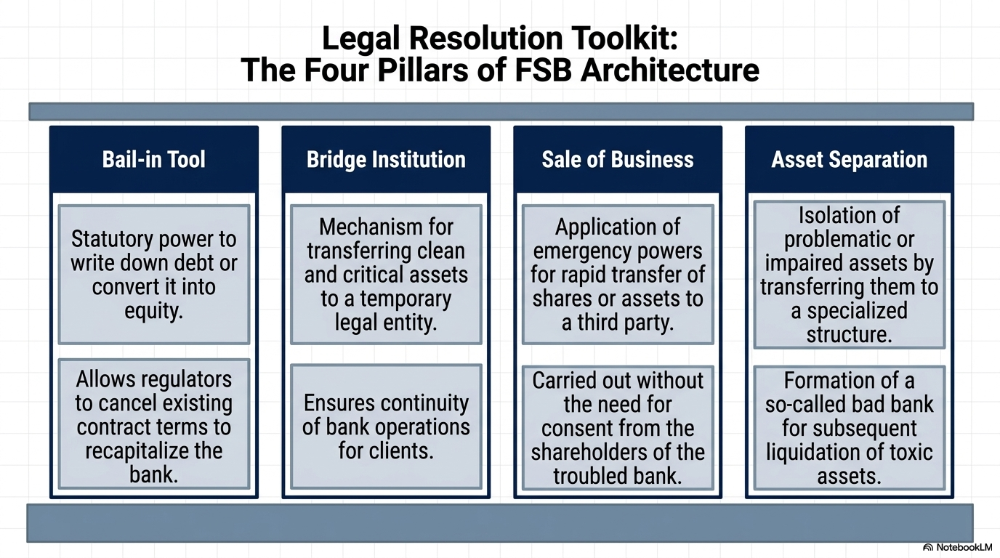 Legal Resolution Toolkit:
The Four Pillars of FSB Architecture
Bail-in Tool
Statutory power to
write down debt or
convert it into
equity.
Allows regulators
to cancel existing
contract terms to
recapitalize the
bank.
Bridge Institution
Mechanism for
transferring clean
and critical assets
to a temporary
legal entity.
Ensures continuity
of bank operations
for clients.
Sale of Business
Application of
emergency powers
for rapid transfer of
shares or assets to
a third party.
Carried out without
the need for
consent from the
shareholders of the
troubled bank.
Asset Separation
Isolation of
problematic or
impaired assets by
transferring them to
a specialized
structure.
Formation of a
so-called bad bank
for subsequent
liquidation of toxic
assets.
NotebookLM